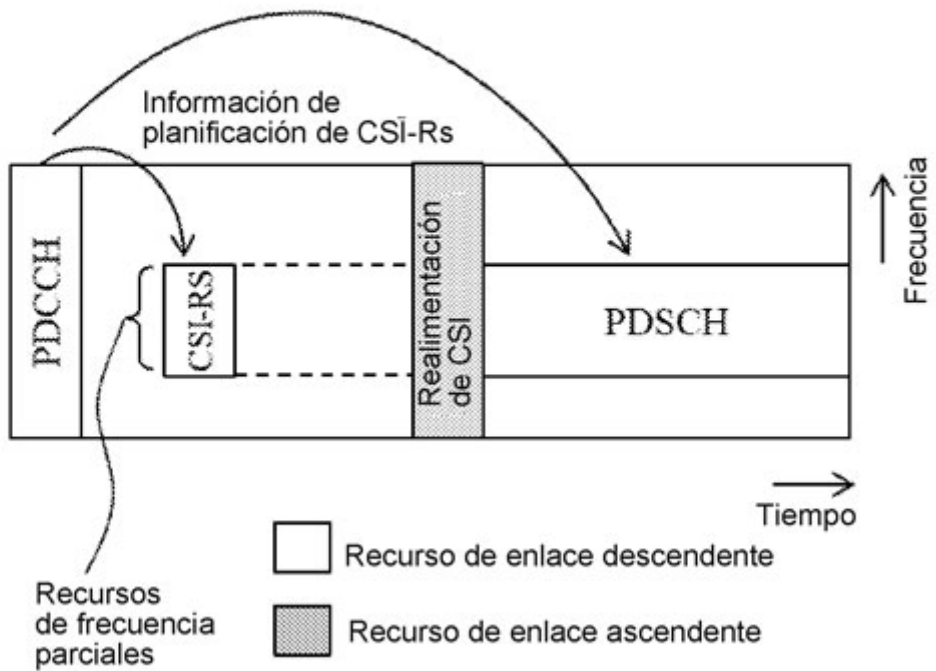 Información de
planificación de CSI-Rs
PDCCH
CSI-RS
Realimentación
de CSI
PDSCH
Frecuencia
Tiempo
Recurso de enlace descendente
Recurso de enlace ascendente
Recursos
de frecuencia
parciales